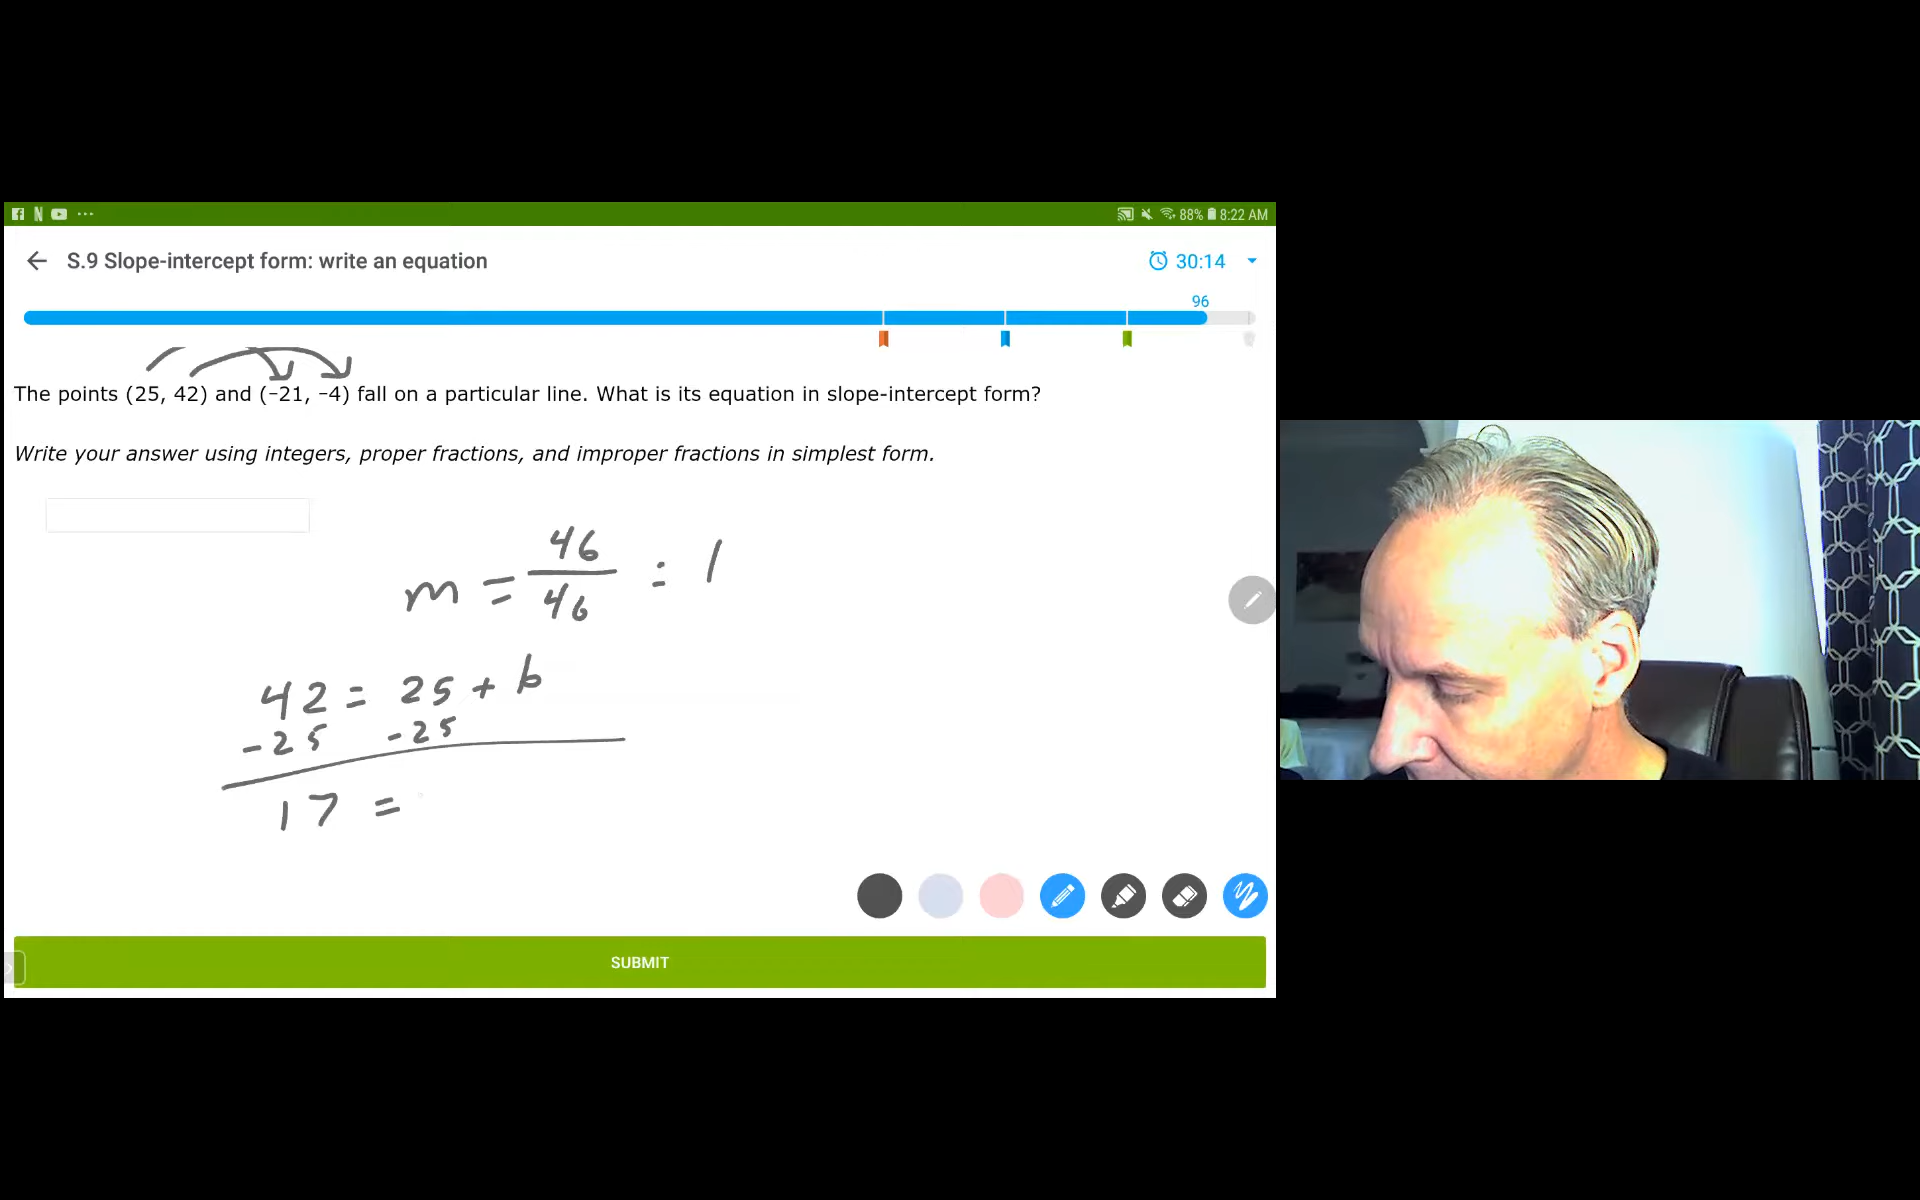 88% 8:22 AM
S.9 Slope-intercept form: write an equation
30:14
96
The points (25, 42) and (-21, -4) fall on a particular line. What is its equation in slope-intercept form?
Write your answer using integers, proper fractions, and improper fractions in simplest form.
m = 46/46 = 1
42 = 25 + b
-25 -25
17 =
SUBMIT